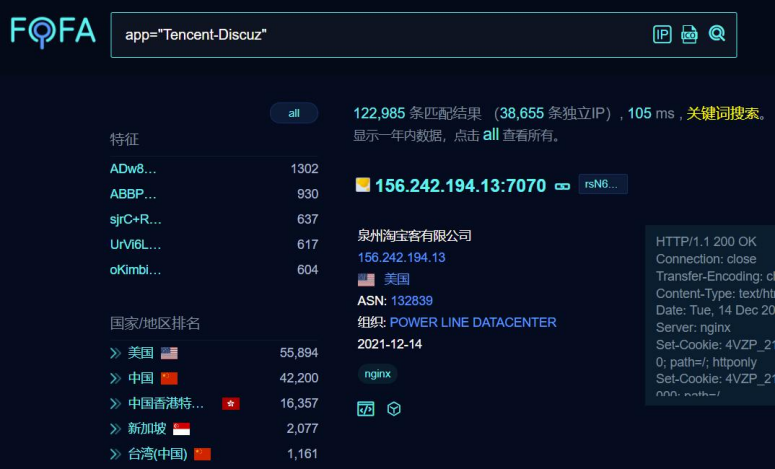 FOFA
app="Tencent-Discuz"
IP
ICO
all
特征
ADw8... 1302
ABBP... 930
sjrC+R... 637
UrVi6L... 617
oKimbi... 604
国家/地区排名
美国 55,894
中国 42,200
中国香港特... 16,357
新加坡 2,077
台湾(中国) 1,161
122,985 条匹配结果 （38,655 条独立IP）, 105 ms , 关键词搜索。
显示一年内数据，点击 all 查看所有。
156.242.194.13:7070 rsN6...
泉州淘宝客有限公司
156.242.194.13
美国
ASN: 132839
组织: POWER LINE DATACENTER
2021-12-14
nginx
HTTP/1.1 200 OK
Connection: close
Transfer-Encoding: c
Content-Type: text/ht
Date: Tue, 14 Dec 20
Server: nginx
Set-Cookie: 4VZP_21
0; path=/; httponly
Set-Cookie: 4VZP_21
000; path=/